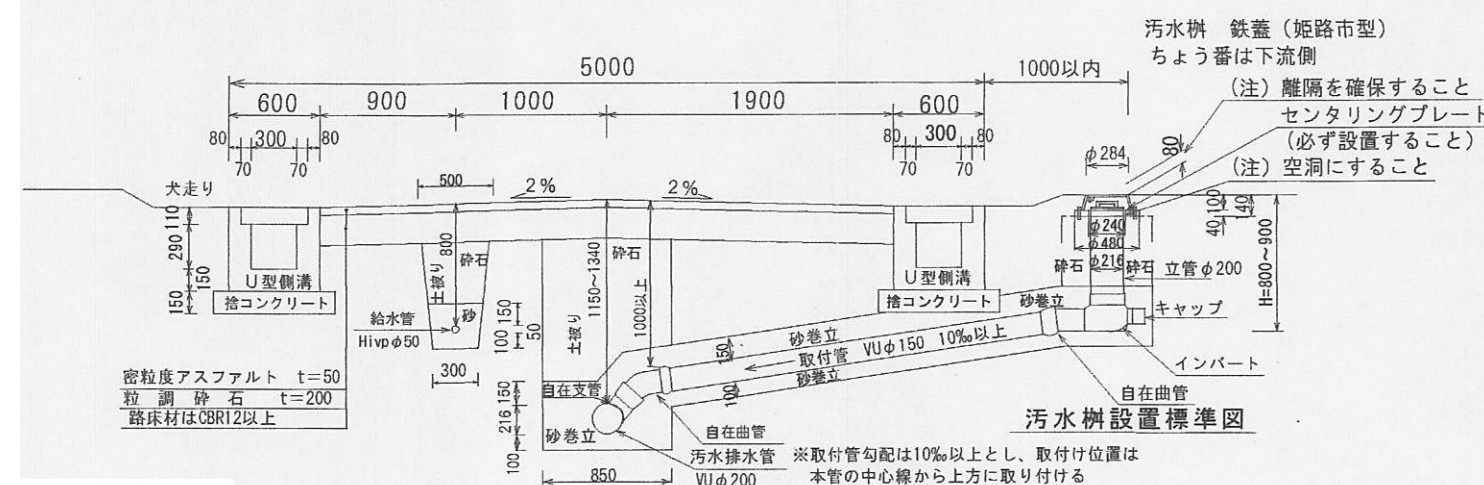 汚水桝 鉄蓋（姫路市型）
ちょう番は下流側
5000
1000以内
（注）離隔を確保すること
600
900
1000
1900
600
センタリングプレート
（必ず設置すること）
80
300
80
80
300
80
70
70
70
70
φ284
80
（注）空洞にすること
犬走り
500
2％
2％
110
290
150
150
800
土被り
砕石
1150〜1340
土被り
砕石
1000以上
100
140
40
φ240
φ480
φ216
砕石
砕石
立管φ200
H=800〜900
U型側溝
捨コンクリート
U型側溝
捨コンクリート
給水管
Hivpφ50
砂
150
100
50
300
砂巻立
キャップ
砂巻立
150
取付管 VUφ150 10‰以上
砂巻立
100
インバート
密粒度アスファルト t=50
粒調砕石 t=200
路床材はCBR12以上
自在支管
150
216
100
砂巻立
自在曲管
自在曲管
汚水桝設置標準図
汚水排水管
VUφ200
850
※取付管勾配は10‰以上とし、取付け位置は
本管の中心線から上方に取り付ける